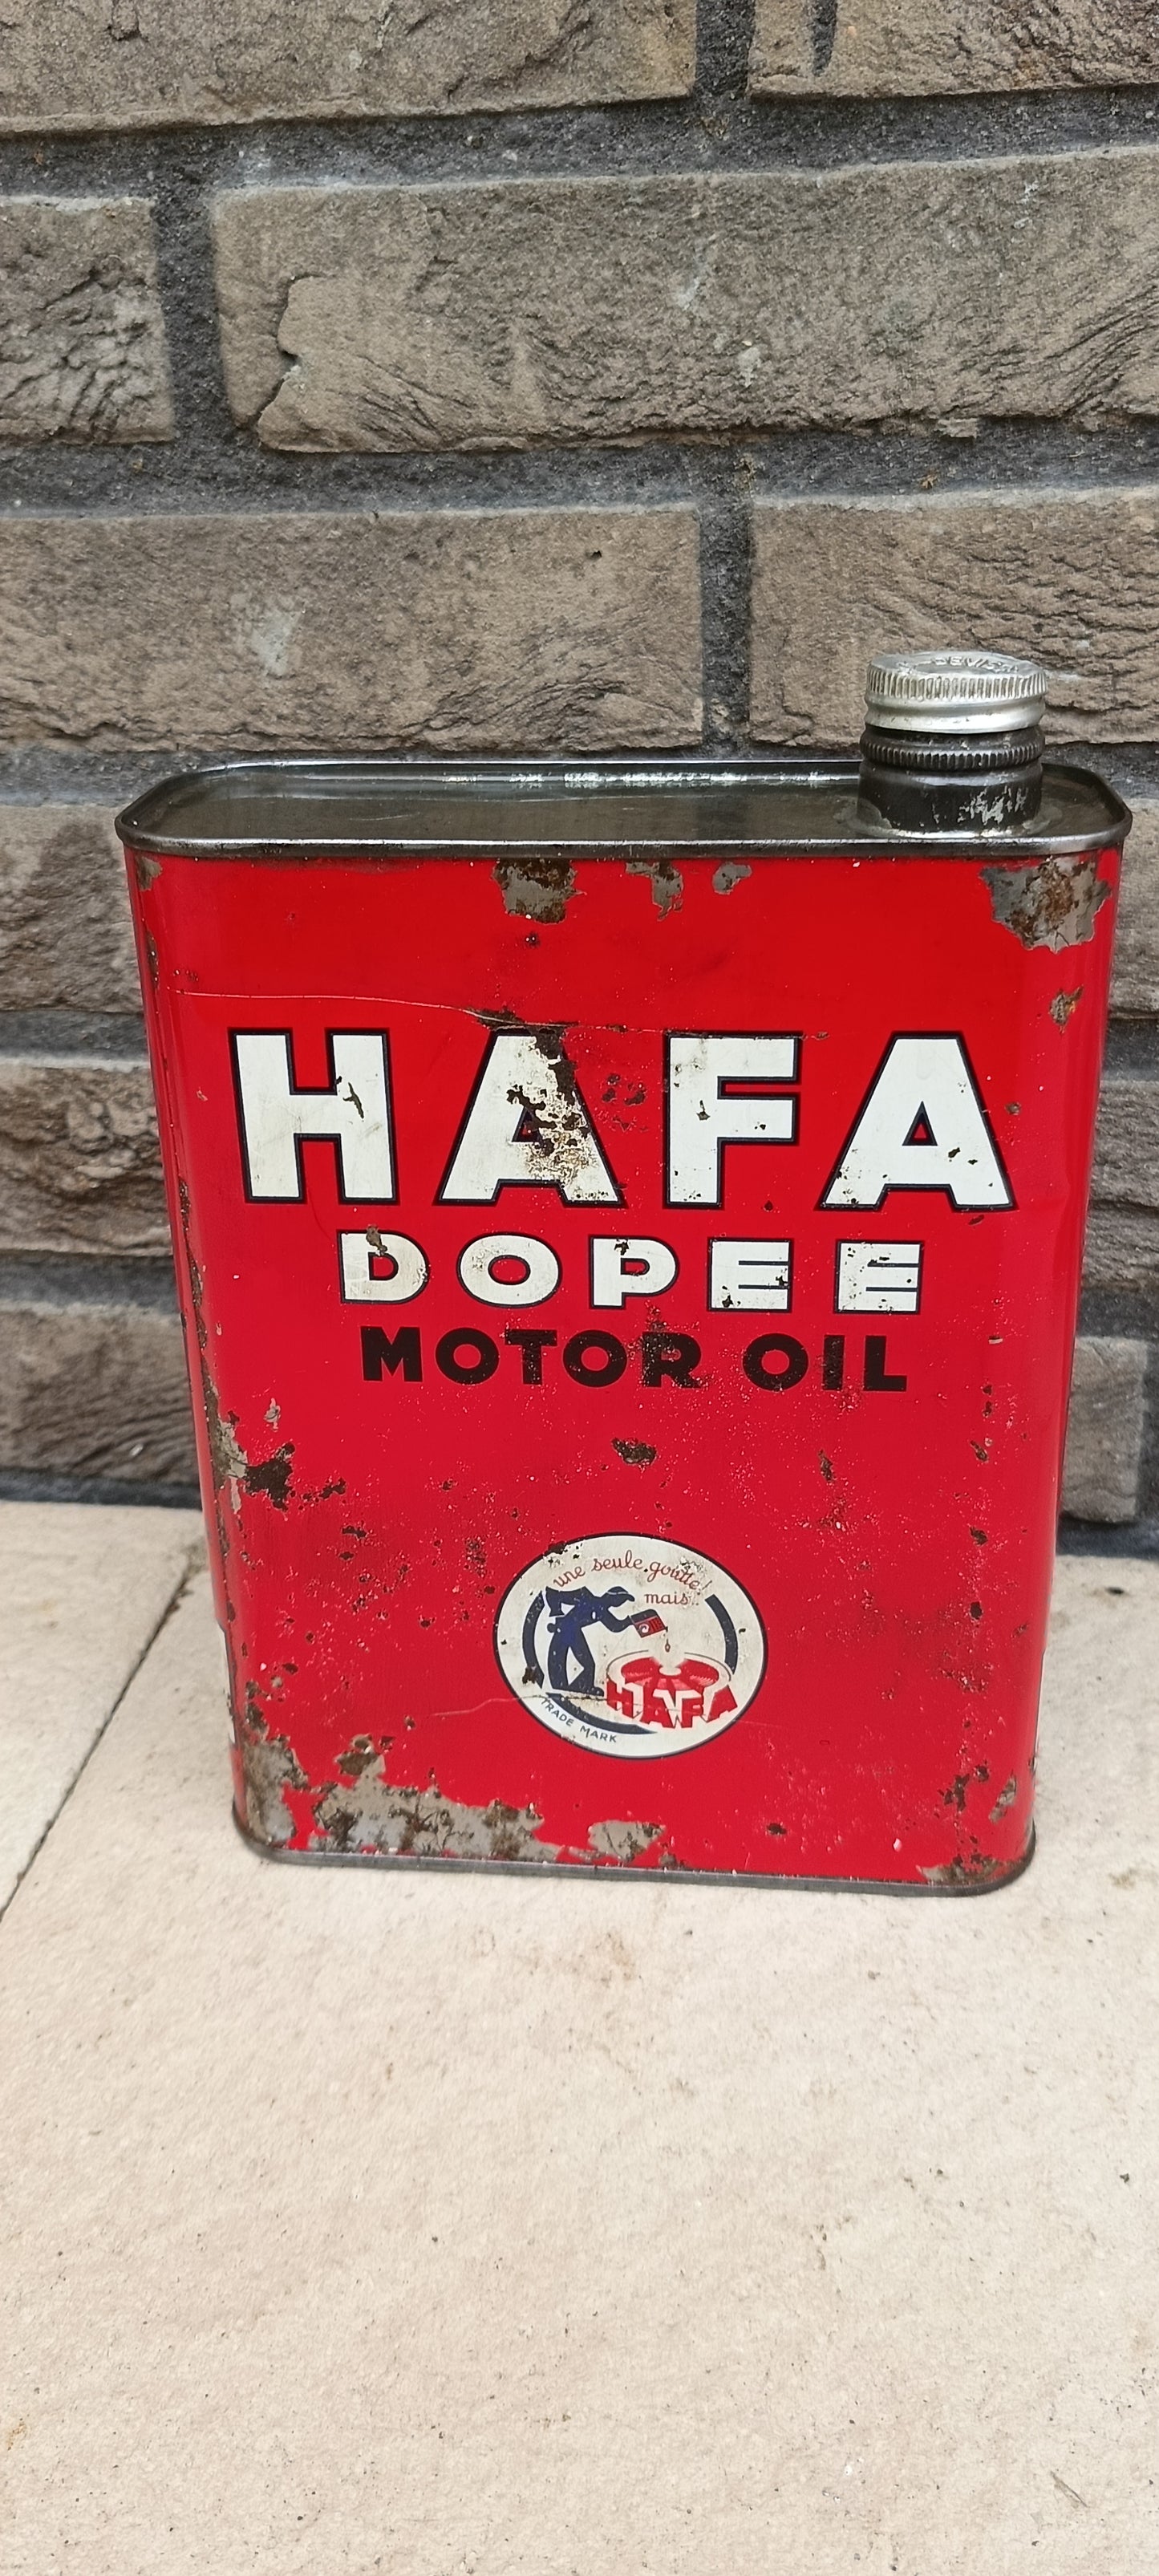 HAFA
DOPEE
MOTOR OIL
une seule goutte!
mais..
HAFA
TRADE MARK